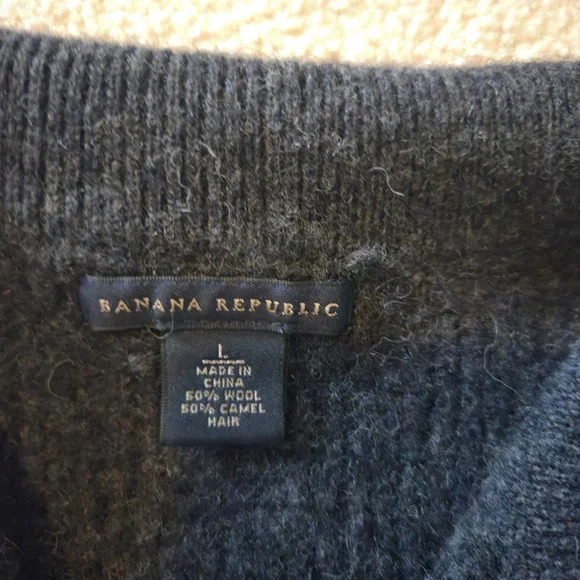 BANANA REPUBLIC
L
MADE IN
CHINA
50% WOOL
50% CAMEL
HAIR